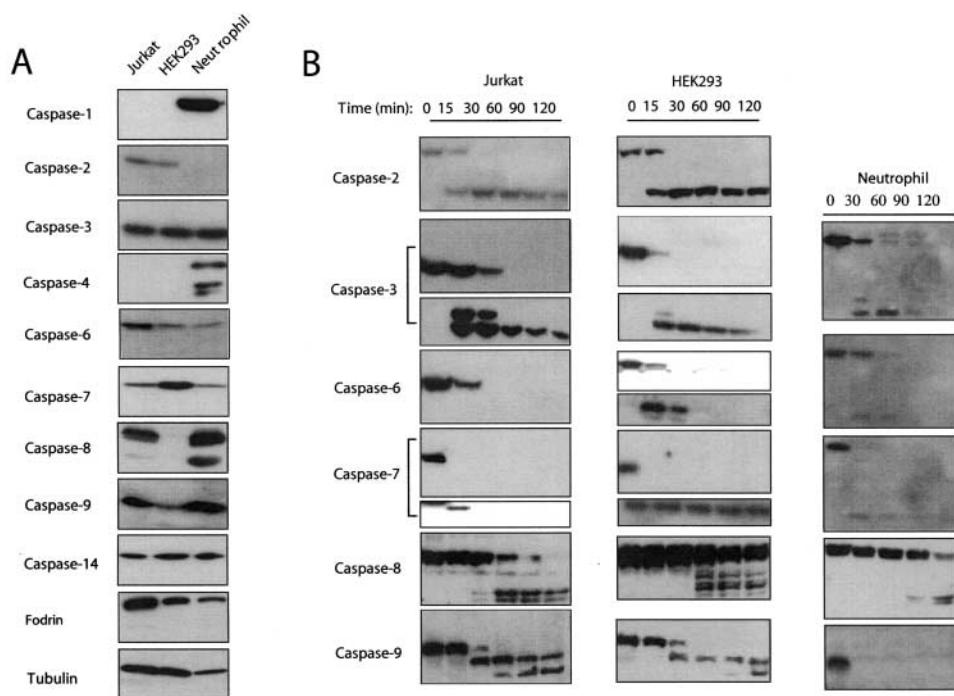 A
Jurkat
HEK293
Neut rophil
Caspase-1
Caspase-2
Caspase-3
Caspase-4
Caspase-6
Caspase-7
Caspase-8
Caspase-9
Caspase-14
Fodrin
Tubulin
B
Jurkat
Time (min): 0 15 30 60 90 120
HEK293
0 15 30 60 90 120
Neutrophil
0 30 60 90 120
Caspase-2
Caspase-3
Caspase-6
Caspase-7
Caspase-8
Caspase-9